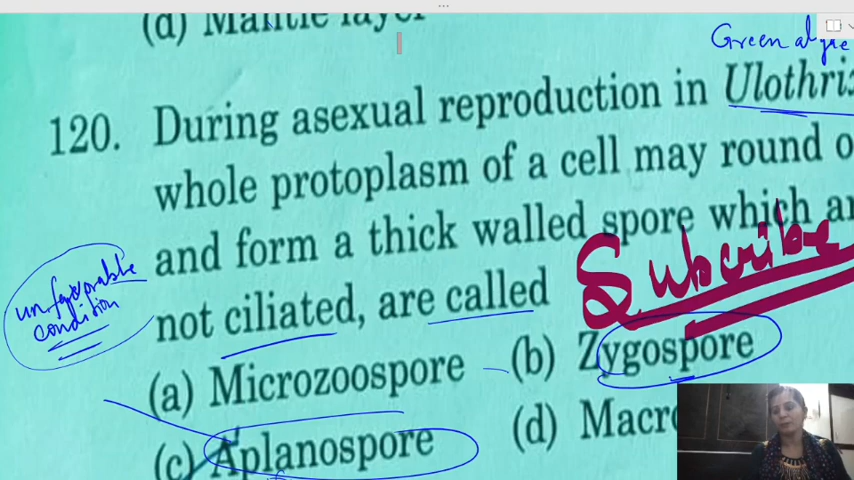 (d) Mantle layer
Green algae
120. During asexual reproduction in Ulothri
whole protoplasm of a cell may round o
and form a thick walled spore which ar
not ciliated, are called
Subscribe
unfavorable
condition
(a) Microzoospore (b) Zygospore
(c) Aplanospore (d) Macro